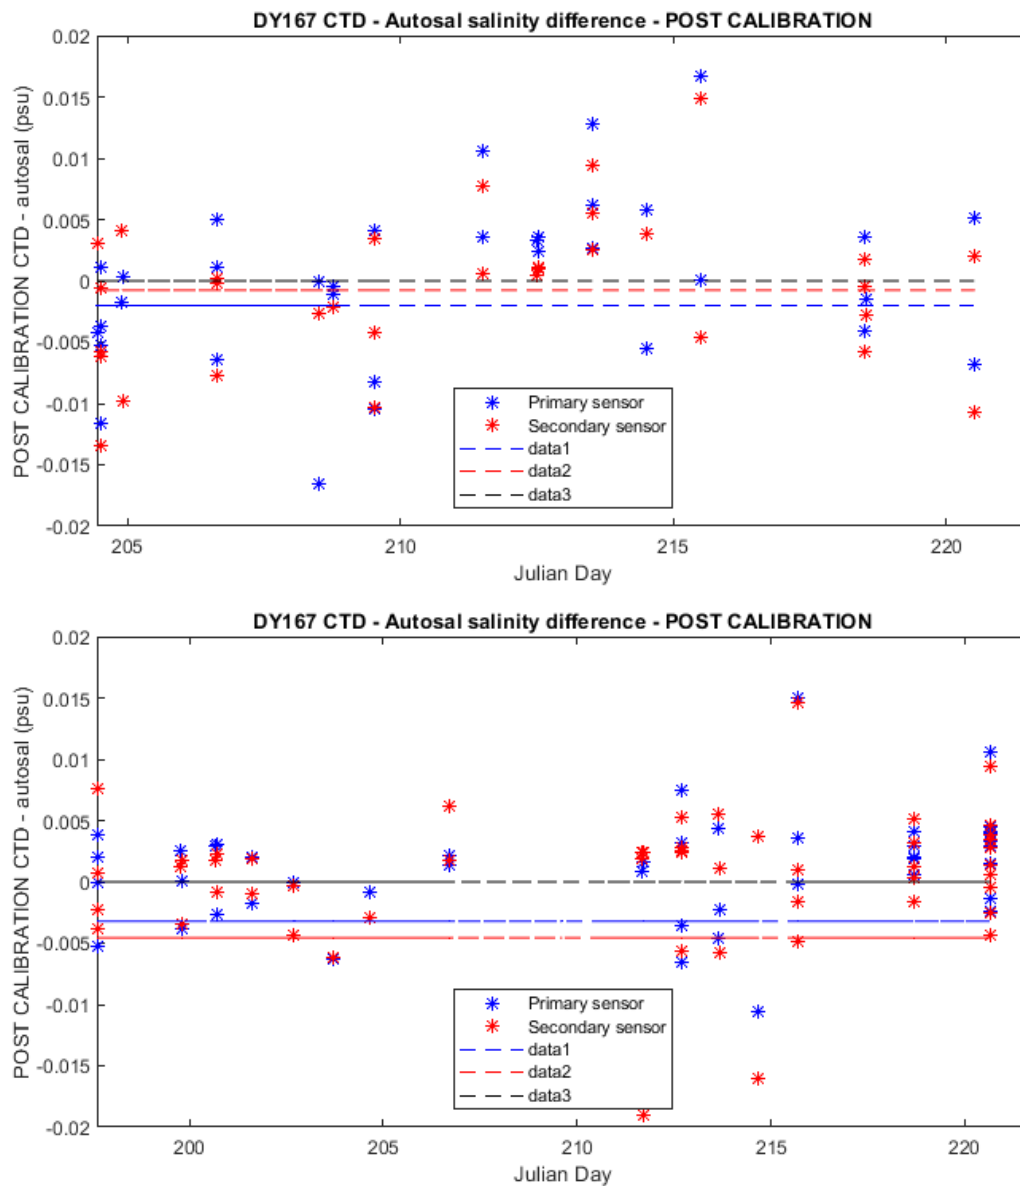 DY167 CTD - Autosal salinity difference - POST CALIBRATION
POST CALIBRATION CTD - autosal (psu)
0.02
0.015
0.01
0.005
0
-0.005
-0.01
-0.015
-0.02
Primary sensor
Secondary sensor
data1
data2
data3
205
210
215
220
Julian Day
DY167 CTD - Autosal salinity difference - POST CALIBRATION
POST CALIBRATION CTD - autosal (psu)
0.02
0.015
0.01
0.005
0
-0.005
-0.01
-0.015
-0.02
Primary sensor
Secondary sensor
data1
data2
data3
200
205
210
215
220
Julian Day